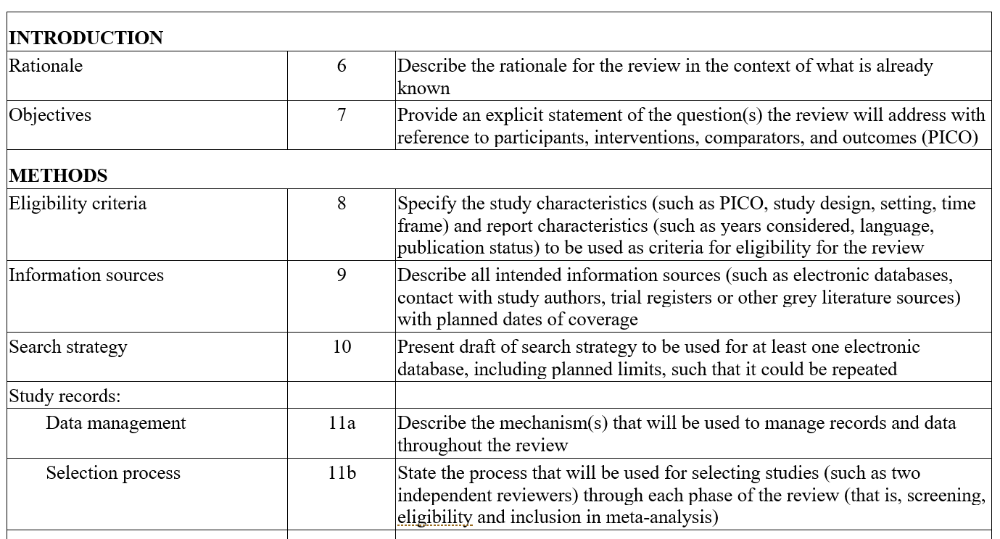 INTRODUCTION
Rationale 6 Describe the rationale for the review in the context of what is already
known
Objectives 7 Provide an explicit statement of the question(s) the review will address with
reference to participants, interventions, comparators, and outcomes (PICO)
METHODS
Eligibility criteria 8 Specify the study characteristics (such as PICO, study design, setting, time
frame) and report characteristics (such as years considered, language,
publication status) to be used as criteria for eligibility for the review
Information sources 9 Describe all intended information sources (such as electronic databases,
contact with study authors, trial registers or other grey literature sources)
with planned dates of coverage
Search strategy 10 Present draft of search strategy to be used for at least one electronic
database, including planned limits, such that it could be repeated
Study records:
Data management 11a Describe the mechanism(s) that will be used to manage records and data
throughout the review
Selection process 11b State the process that will be used for selecting studies (such as two
independent reviewers) through each phase of the review (that is, screening,
eligibility and inclusion in meta-analysis)